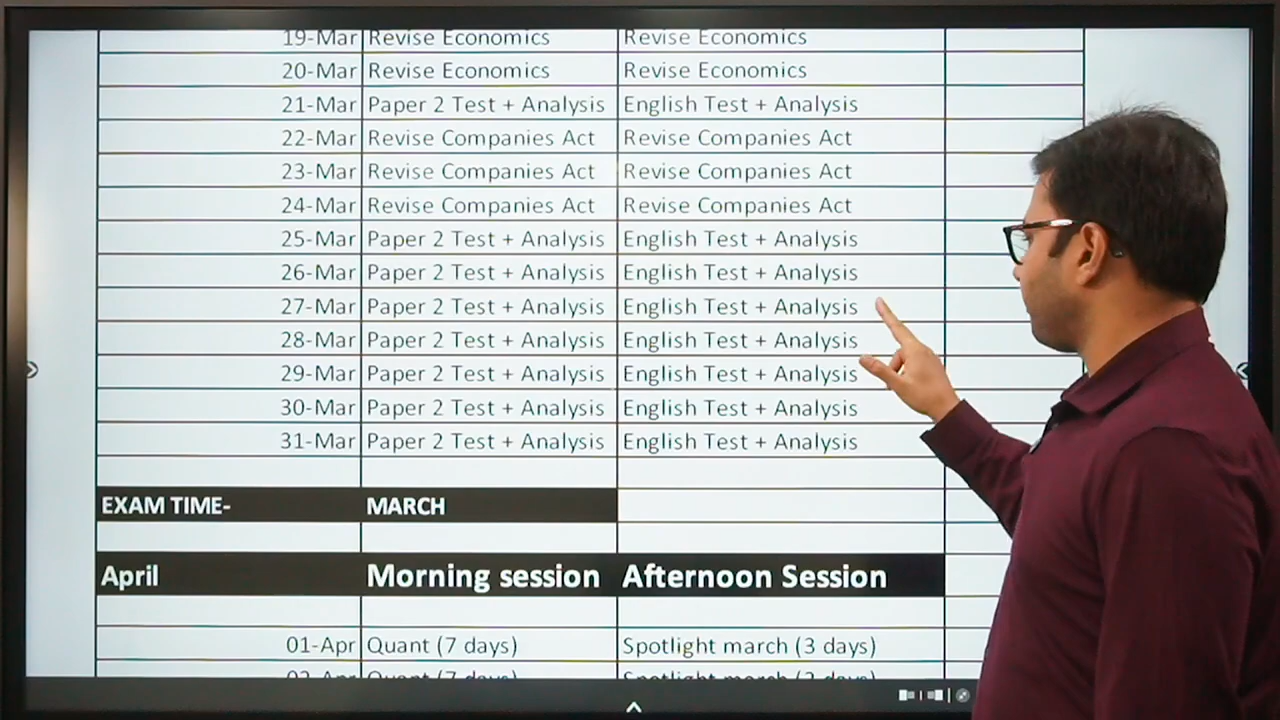 19-Mar Revise Economics Revise Economics
20-Mar Revise Economics Revise Economics
21-Mar Paper 2 Test + Analysis English Test + Analysis
22-Mar Revise Companies Act Revise Companies Act
23-Mar Revise Companies Act Revise Companies Act
24-Mar Revise Companies Act Revise Companies Act
25-Mar Paper 2 Test + Analysis English Test + Analysis
26-Mar Paper 2 Test + Analysis English Test + Analysis
27-Mar Paper 2 Test + Analysis English Test + Analysis
28-Mar Paper 2 Test + Analysis English Test + Analysis
29-Mar Paper 2 Test + Analysis English Test + Analysis
30-Mar Paper 2 Test + Analysis English Test + Analysis
31-Mar Paper 2 Test + Analysis English Test + Analysis
EXAM TIME- MARCH
April Morning session Afternoon Session
01-Apr Quant (7 days) Spotlight march (3 days)